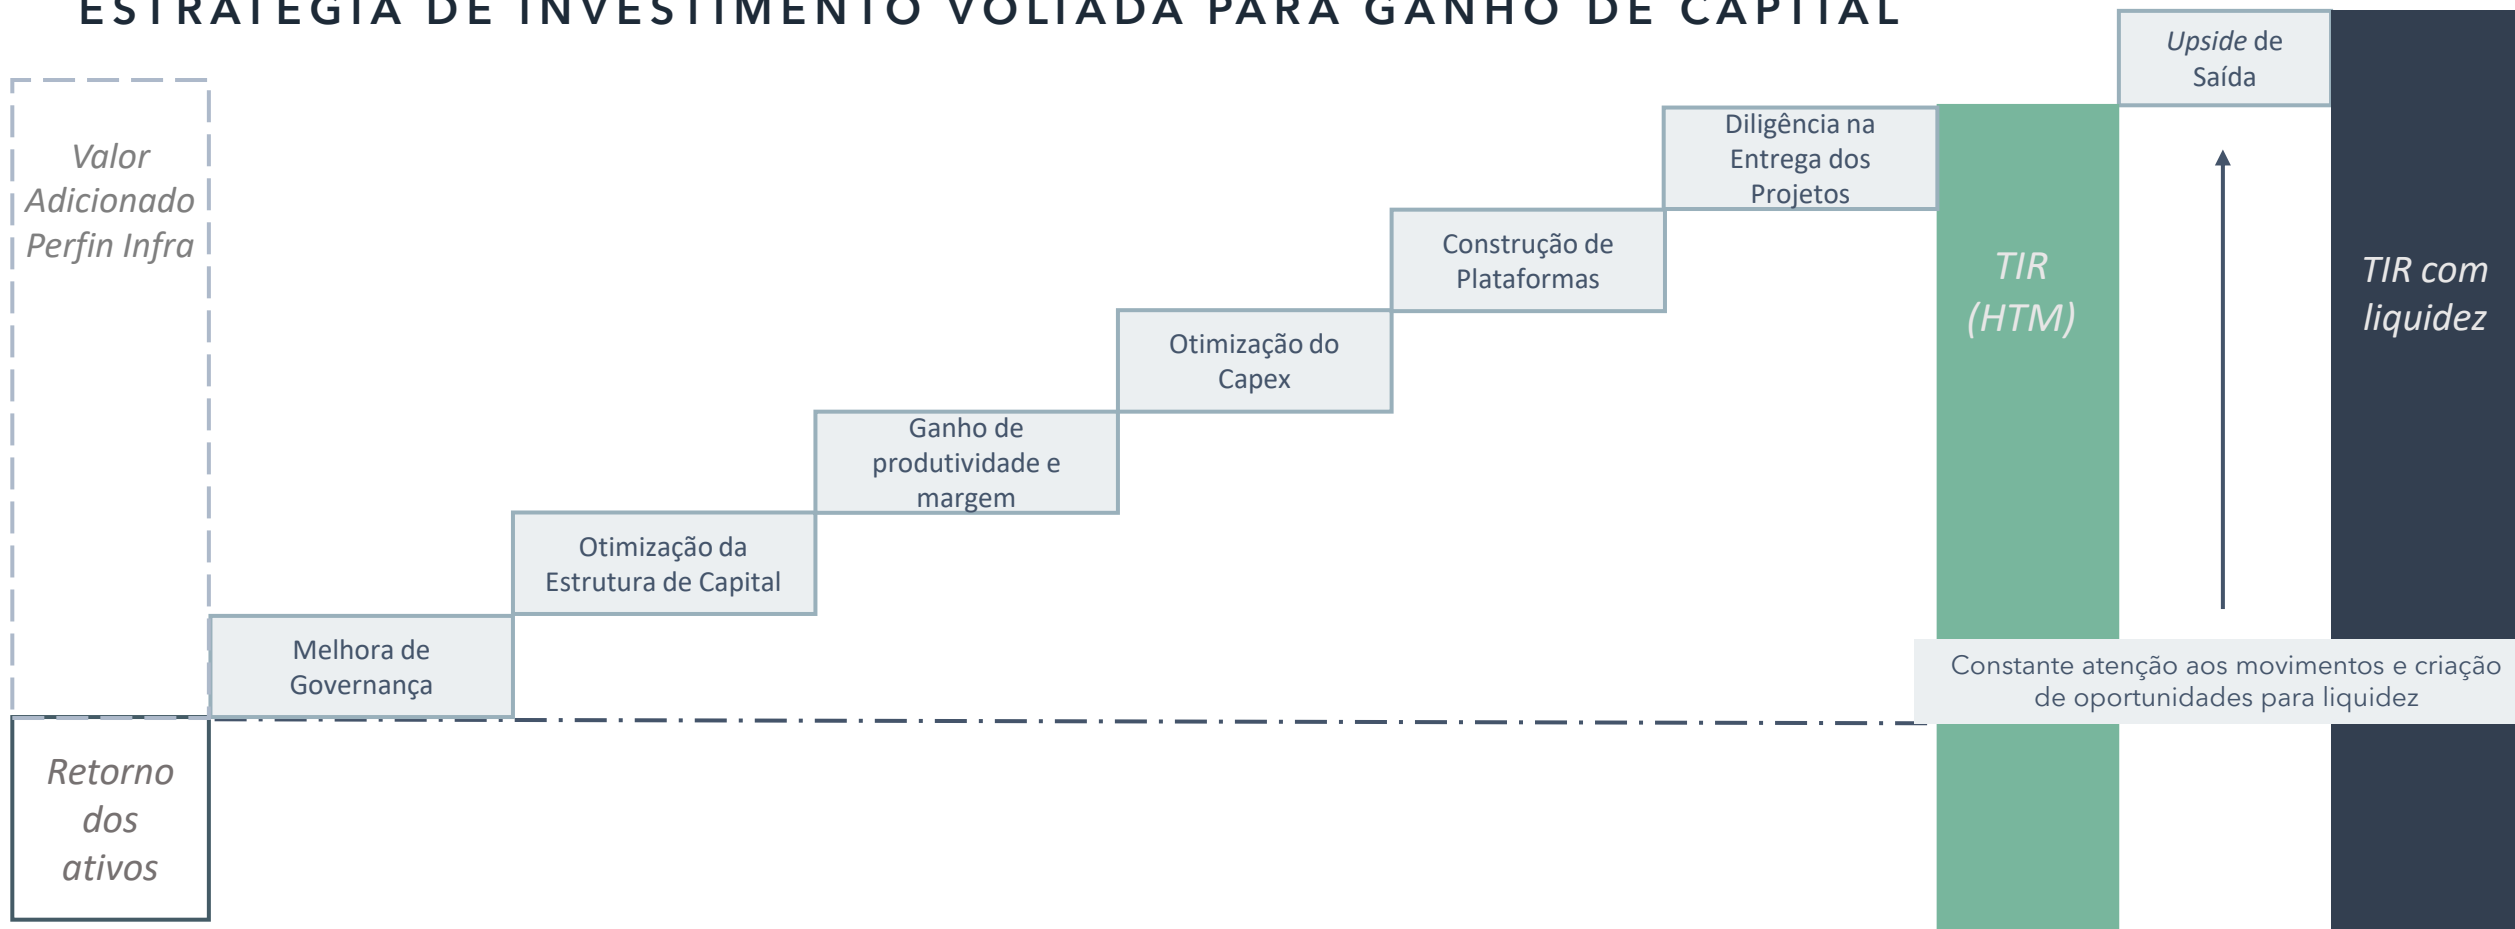 ESTRATÉGIA DE INVESTIMENTO VOLTADA PARA GANHO DE CAPITAL
Upside de
Saída
Valor
Adicionado
Perfin Infra
Diligência na
Entrega dos
Projetos
Construção de
Plataformas
TIR
(HTM)
TIR com
liquidez
Otimização do
Capex
Ganho de
produtividade e
margem
Otimização da
Estrutura de Capital
Melhora de
Governança
Constante atenção aos movimentos e criação
de oportunidades para liquidez
Retorno
dos
ativos